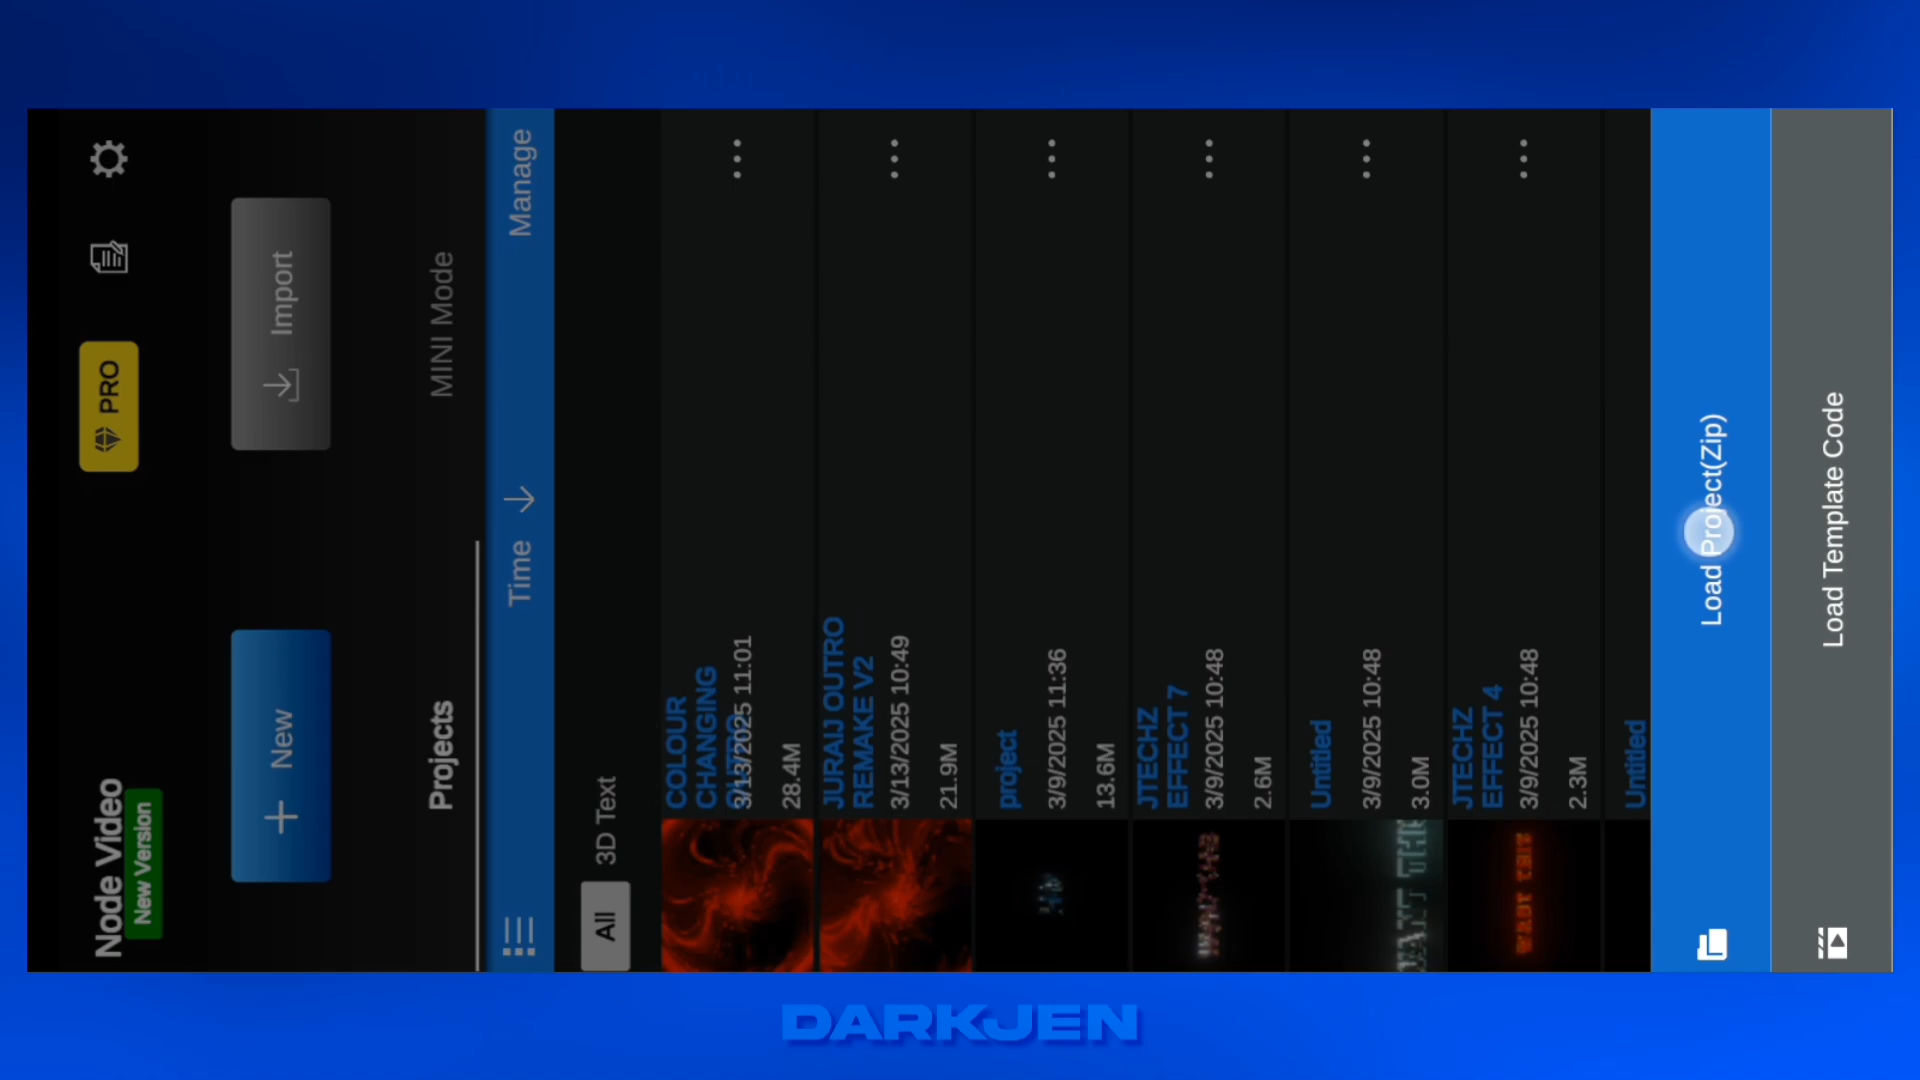 Node Video
New Version
PRO
New
Import
Projects
MINI Mode
Time
Manage
All
3D Text
COLOUR
CHANGING
OUTRO
3/13/2025 11:01
28.4M
JURAIJ OUTRO
REMAKE V2
3/13/2025 10:49
21.9M
project
3/9/2025 11:36
13.6M
JTECHZ
EFFECT 7
3/9/2025 10:48
2.6M
Untitled
3/9/2025 10:48
3.0M
JTECHZ
EFFECT 4
3/9/2025 10:48
2.3M
Untitled
Load Project(Zip)
Load Template Code
DARKJEN